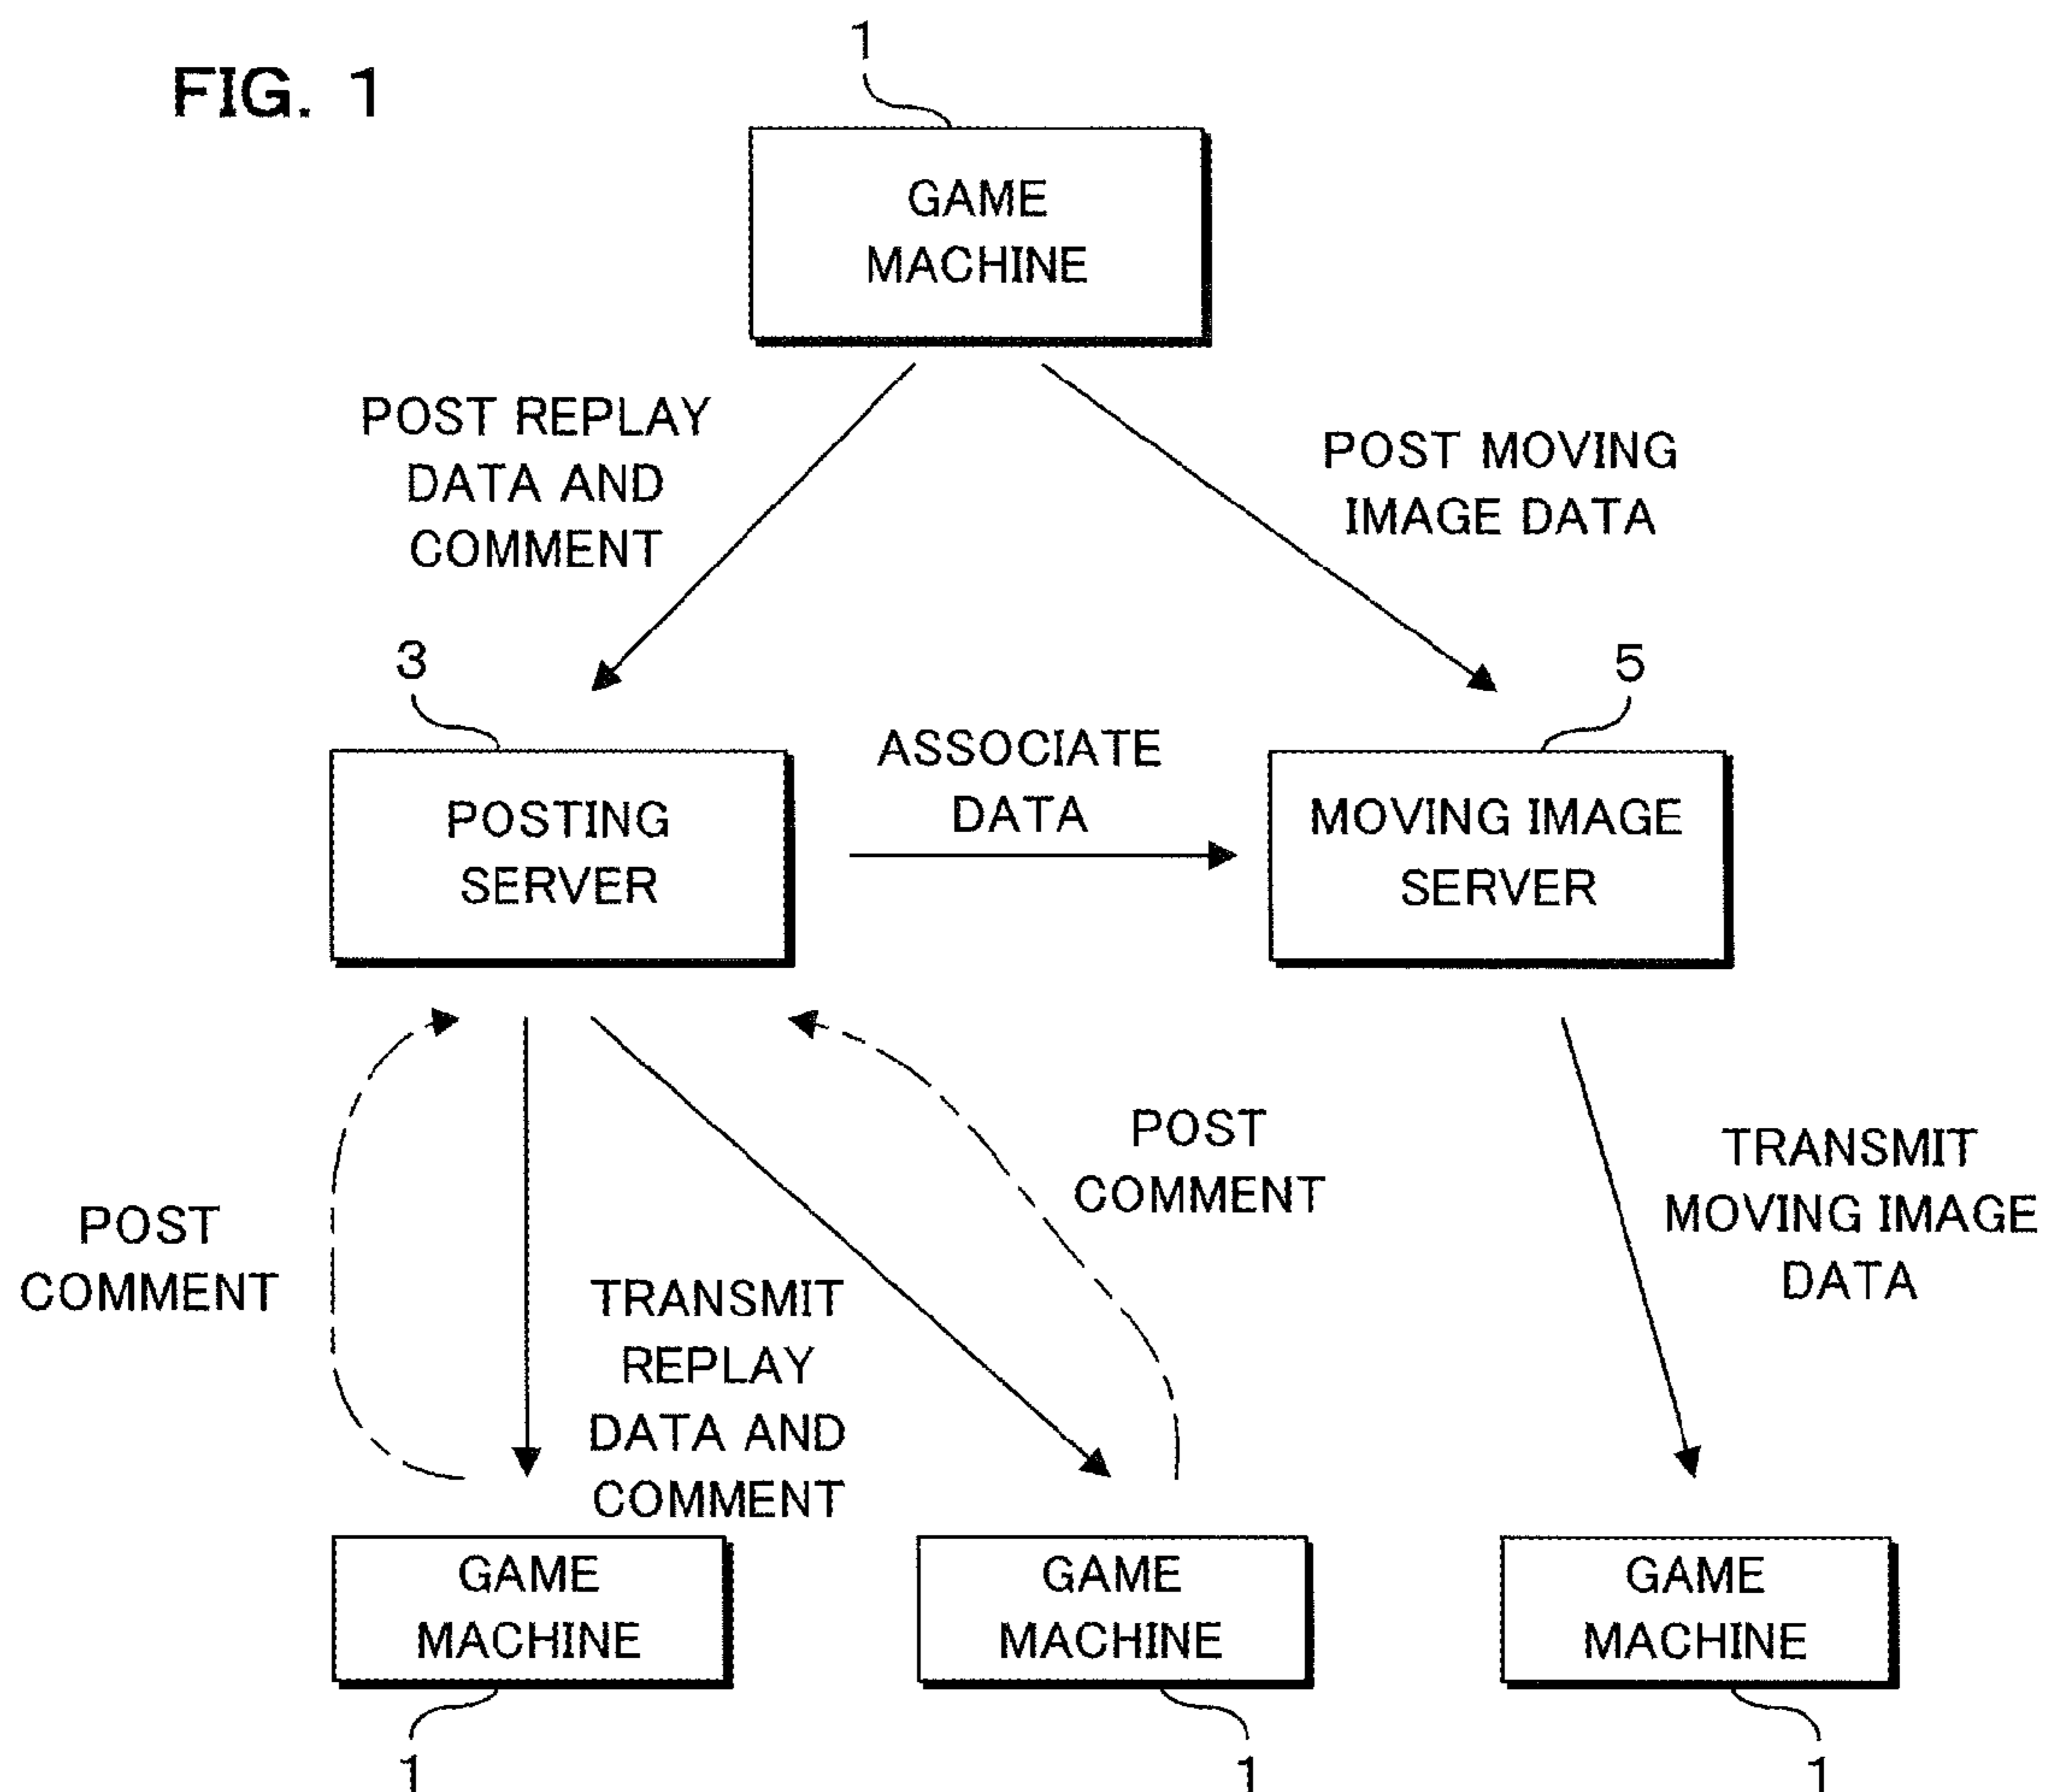 FIG. 1
1
GAME
MACHINE
POST REPLAY
DATA AND
COMMENT
POST MOVING
IMAGE DATA
3
5
POSTING
SERVER
ASSOCIATE
DATA
MOVING IMAGE
SERVER
POST
COMMENT
TRANSMIT
REPLAY
DATA AND
COMMENT
POST
COMMENT
TRANSMIT
MOVING IMAGE
DATA
GAME
MACHINE
GAME
MACHINE
GAME
MACHINE
1
1
1